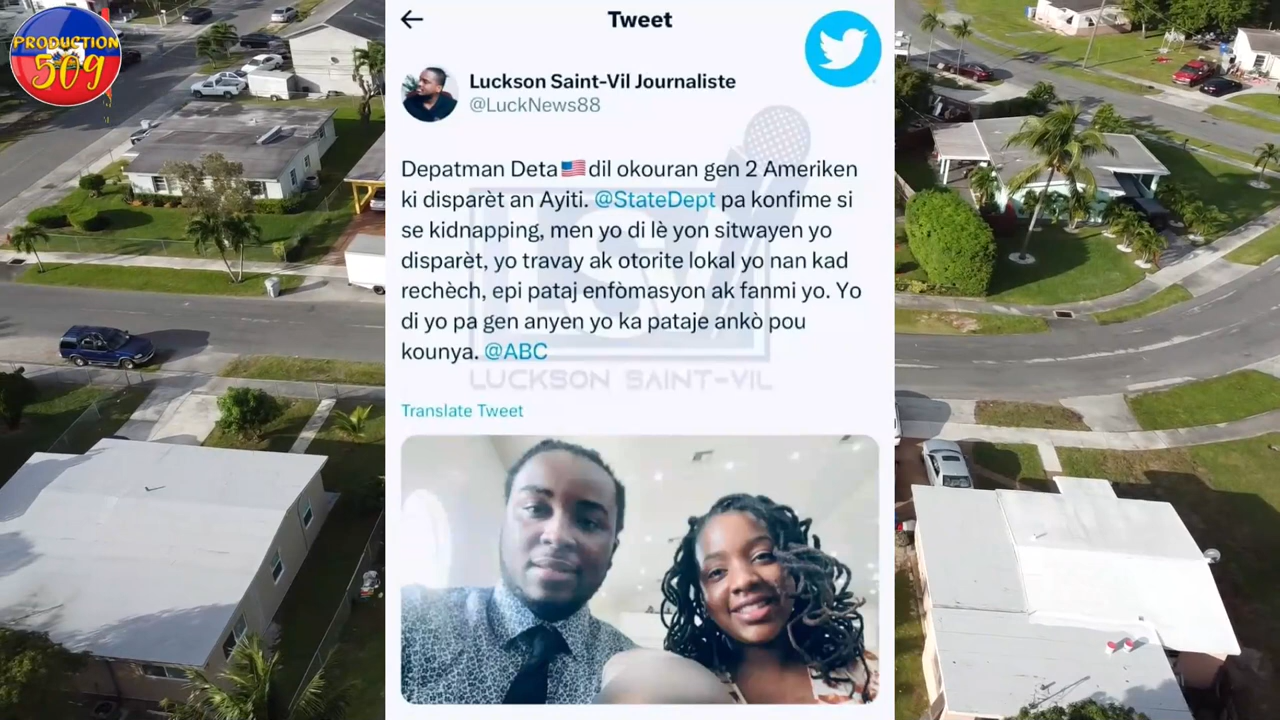 PRODUCTION
509
Tweet
Luckson Saint-Vil Journaliste
@LuckNews88
Depatman Deta🇺🇸dil okouran gen 2 Ameriken
ki disparèt an Ayiti. @StateDept pa konfime si
se kidnapping, men yo di lè yon sitwayen yo
disparèt, yo travay ak otorite lokal yo nan kad
rechèch, epi pataj enfòmasyon ak fanmi yo. Yo
di yo pa gen anyen yo ka pataje ankò pou
kounya. @ABC
LSV
LUCKSON SAINT-VIL
Translate Tweet